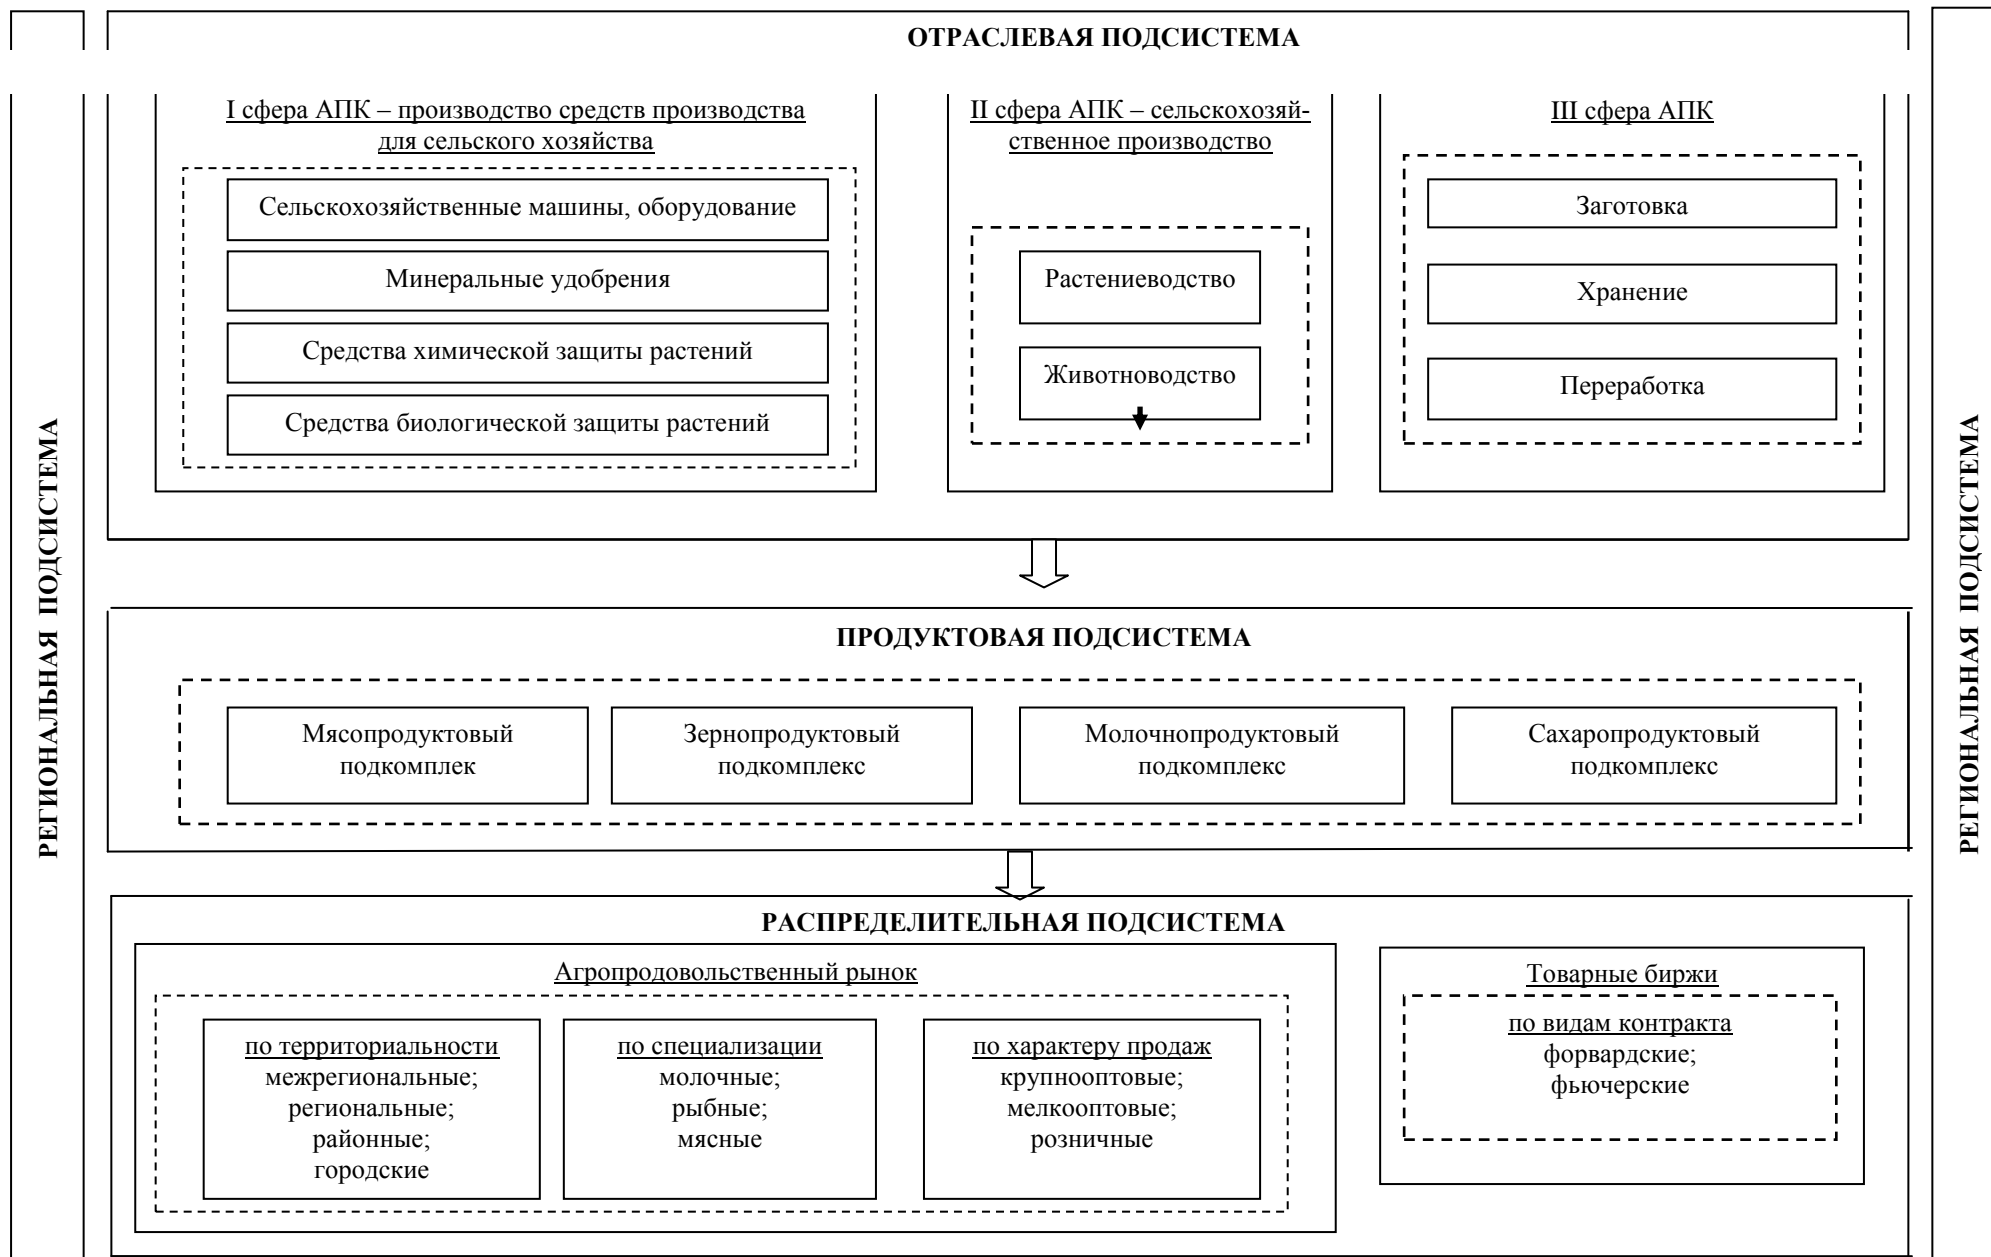 РЕГИОНАЛЬНАЯ ПОДСИСТЕМА
ОТРАСЛЕВАЯ ПОДСИСТЕМА
I сфера АПК – производство средств производства
для сельского хозяйства
Сельскохозяйственные машины, оборудование
Минеральные удобрения
Средства химической защиты растений
Средства биологической защиты растений
II сфера АПК – сельскохозяй-
ственное производство
Растениеводство
Животноводство
III сфера АПК
Заготовка
Хранение
Переработка
ПРОДУКТОВАЯ ПОДСИСТЕМА
Мясопродуктовый
подкомплек
Зернопродуктовый
подкомплекс
Молочнопродуктовый
подкомплекс
Сахаропродуктовый
подкомплекс
РАСПРЕДЕЛИТЕЛЬНАЯ ПОДСИСТЕМА
Агропродовольственный рынок
по территориальности
межрегиональные;
региональные;
районные;
городские
по специализации
молочные;
рыбные;
мясные
по характеру продаж
крупнооптовые;
мелкооптовые;
розничные
Товарные биржи
по видам контракта
форвардские;
фьючерские
РЕГИОНАЛЬНАЯ ПОДСИСТЕМА